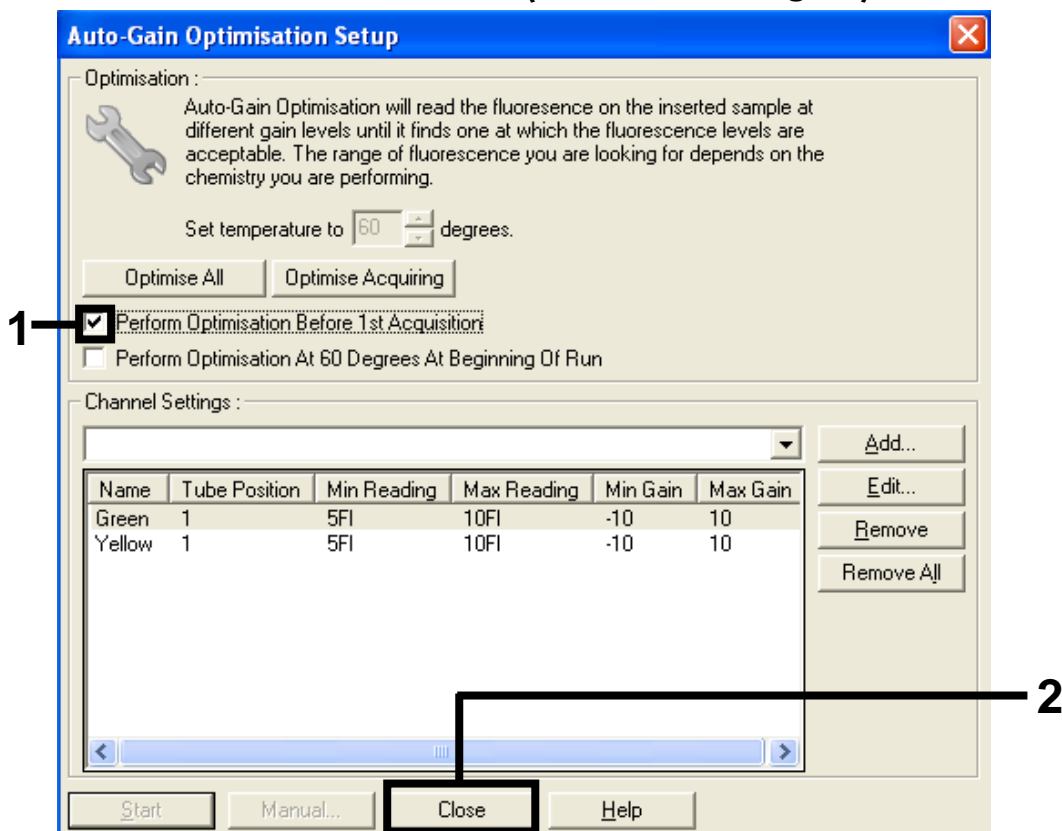 Auto-Gain Optimisation Setup
Optimisation :
Auto-Gain Optimisation will read the fluoresence on the inserted sample at
different gain levels until it finds one at which the fluorescence levels are
acceptable. The range of fluorescence you are looking for depends on the
chemistry you are performing.
Set temperature to 60 degrees.
Optimise All Optimise Acquiring
1 Perform Optimisation Before 1st Acquisition
Perform Optimisation At 60 Degrees At Beginning Of Run
Channel Settings :
Add...
Name Tube Position Min Reading Max Reading Min Gain Max Gain Edit...
Green 1 5Fl 10Fl -10 10
Remove
Yellow 1 5Fl 10Fl -10 10
Remove All
2
Start Manual... Close Help